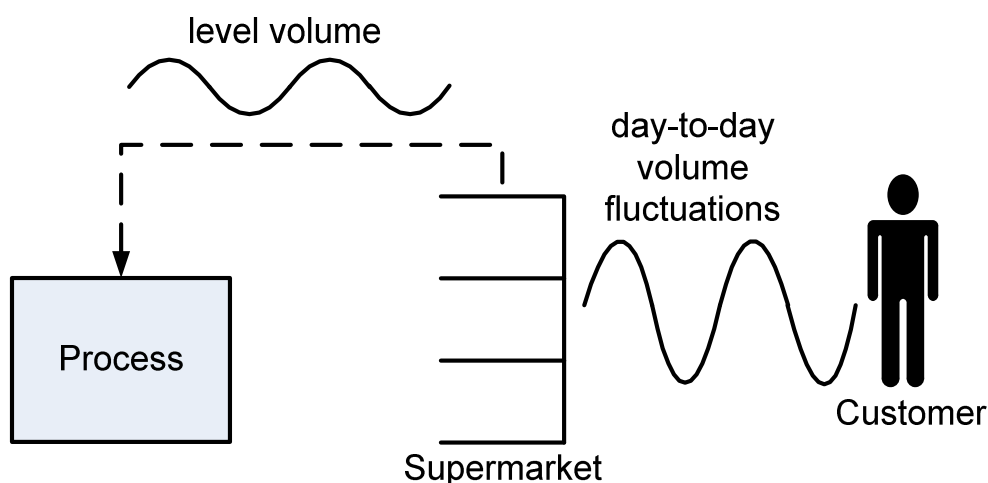 level volume
day-to-day
volume
fluctuations
Process
Customer
Supermarket